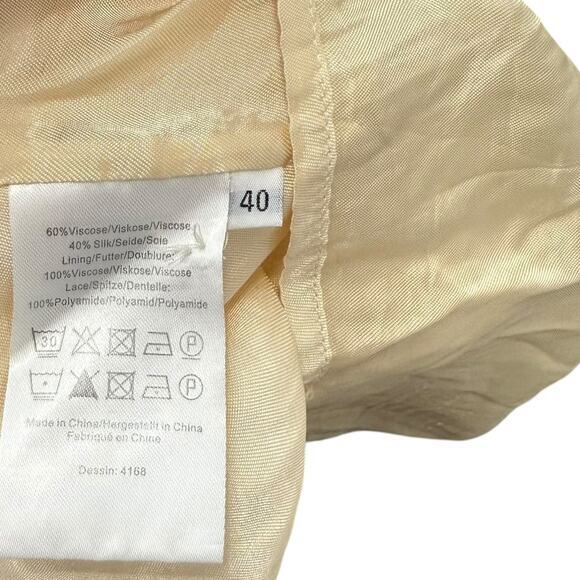 40
60%Viscose/Viskose/Viscose
40% Silk/Seide/Soie
Lining/Futter/Doublure:
100%Viscose/Viskose/Viscose
Lace/Spitze/Dentelle:
100%Polyamide/Polyamid/Polyamide
30 P
P
Made in China/Hergestellt in China
Fabriqué en Chine
Dessin: 4168